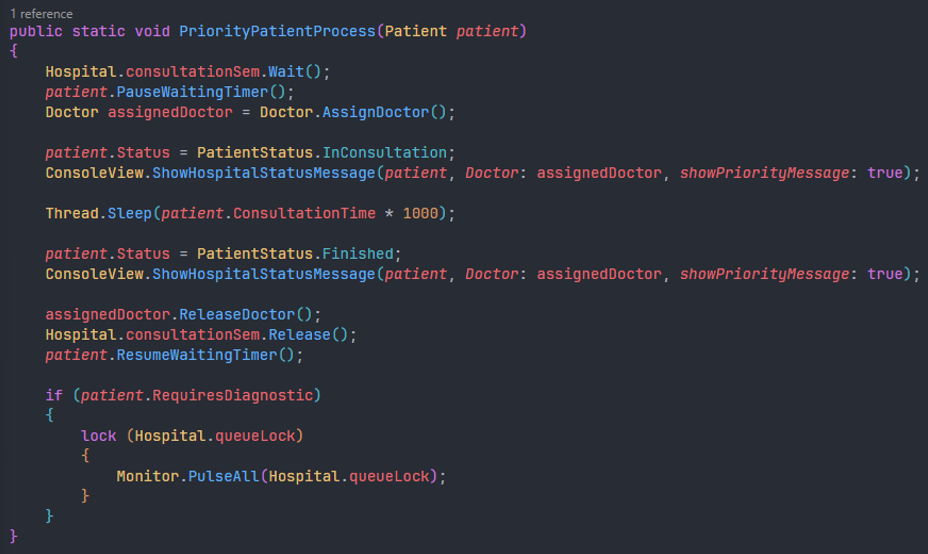 1 reference
public static void PriorityPatientProcess(Patient patient)
{
    Hospital.consultationSem.Wait();
    patient.PauseWaitingTimer();
    Doctor assignedDoctor = Doctor.AssignDoctor();

    patient.Status = PatientStatus.InConsultation;
    ConsoleView.ShowHospitalStatusMessage(patient, Doctor: assignedDoctor, showPriorityMessage: true);

    Thread.Sleep(patient.ConsultationTime * 1000);

    patient.Status = PatientStatus.Finished;
    ConsoleView.ShowHospitalStatusMessage(patient, Doctor: assignedDoctor, showPriorityMessage: true);

    assignedDoctor.ReleaseDoctor();
    Hospital.consultationSem.Release();
    patient.ResumeWaitingTimer();

    if (patient.RequiresDiagnostic)
    {
        lock (Hospital.queueLock)
        {
            Monitor.PulseAll(Hospital.queueLock);
        }
    }
}